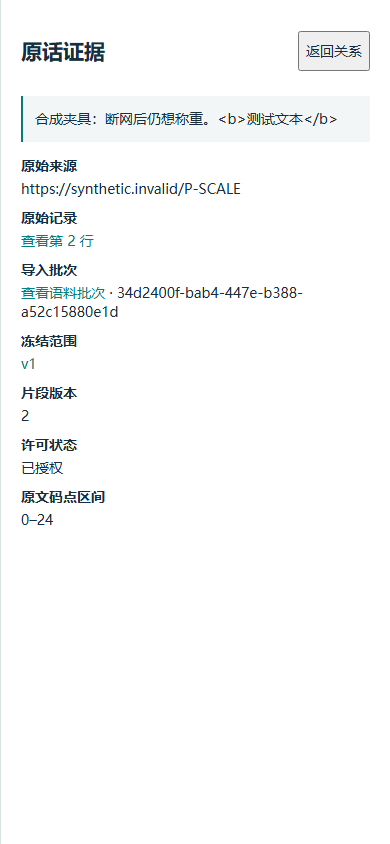 原话证据
返回关系
合成夹具：断网后仍想称重。<b>测试文本</b>
原始来源
https://synthetic.invalid/P-SCALE
原始记录
查看第 2 行
导入批次
查看语料批次 · 34d2400f-bab4-447e-b388-
a52c15880e1d
冻结范围
v1
片段版本
2
许可状态
已授权
原文码点区间
0–24